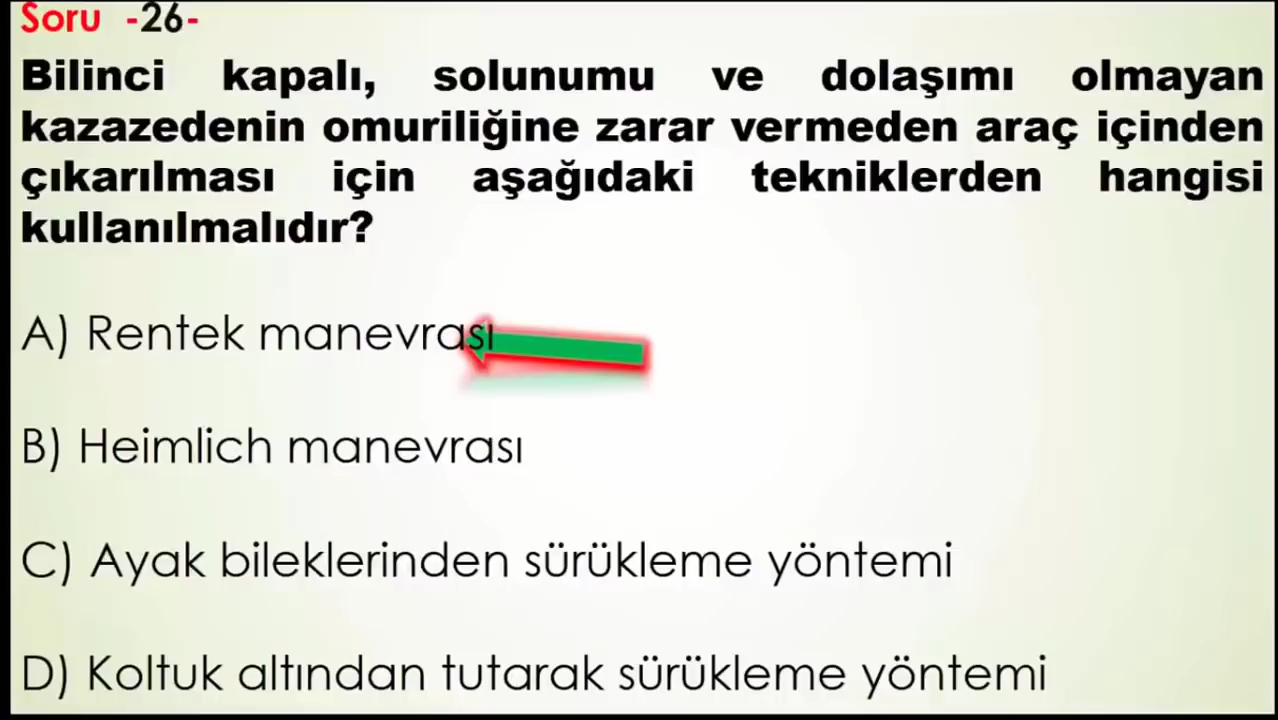 Soru -26-
Bilinci kapalı, solunumu ve dolaşımı olmayan
kazazedenin omuriliğine zarar vermeden araç içinden
çıkarılması için aşağıdaki tekniklerden hangisi
kullanılmalıdır?
A) Rentek manevrası
B) Heimlich manevrası
C) Ayak bileklerinden sürükleme yöntemi
D) Koltuk altından tutarak sürükleme yöntemi